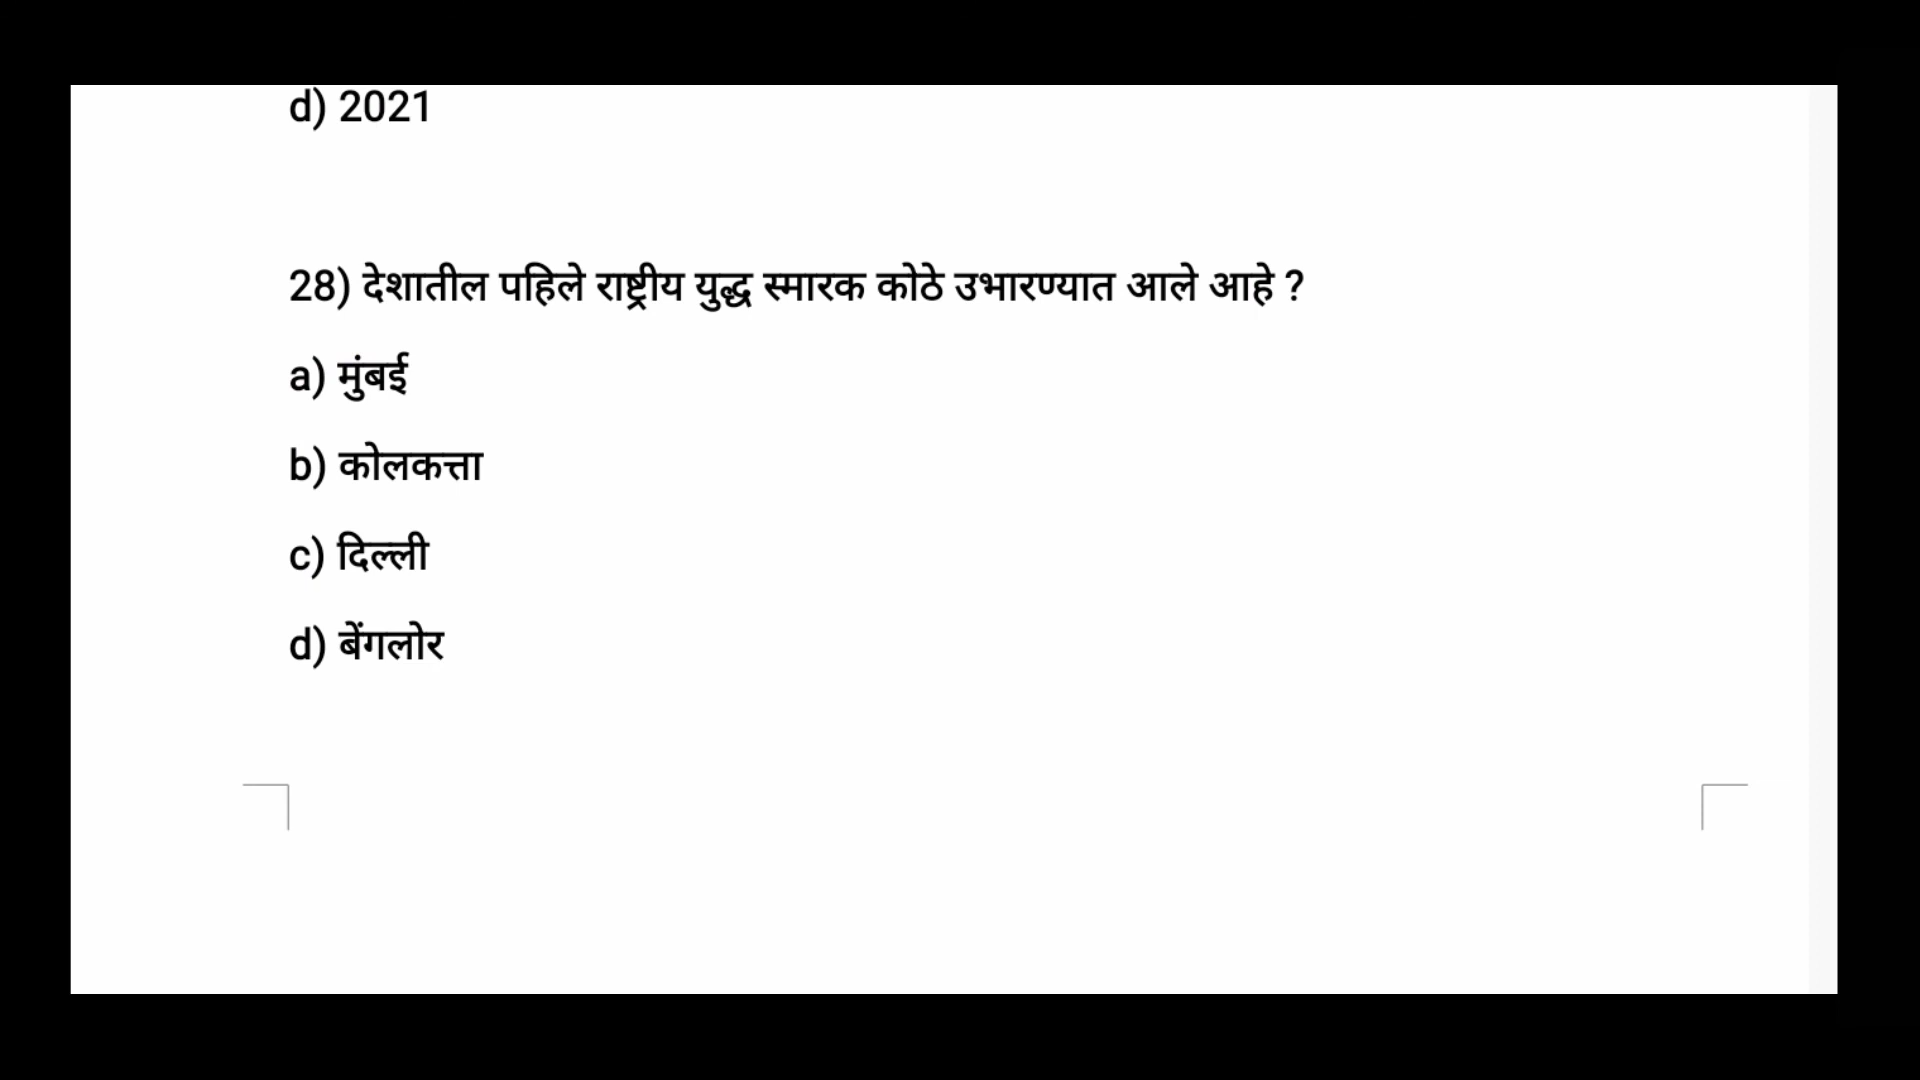 d) 2021
28) देशातील पहिले राष्ट्रीय युद्ध स्मारक कोठे उभारण्यात आले आहे ?
a) मुंबई
b) कोलकत्ता
c) दिल्ली
d) बेंगलोर